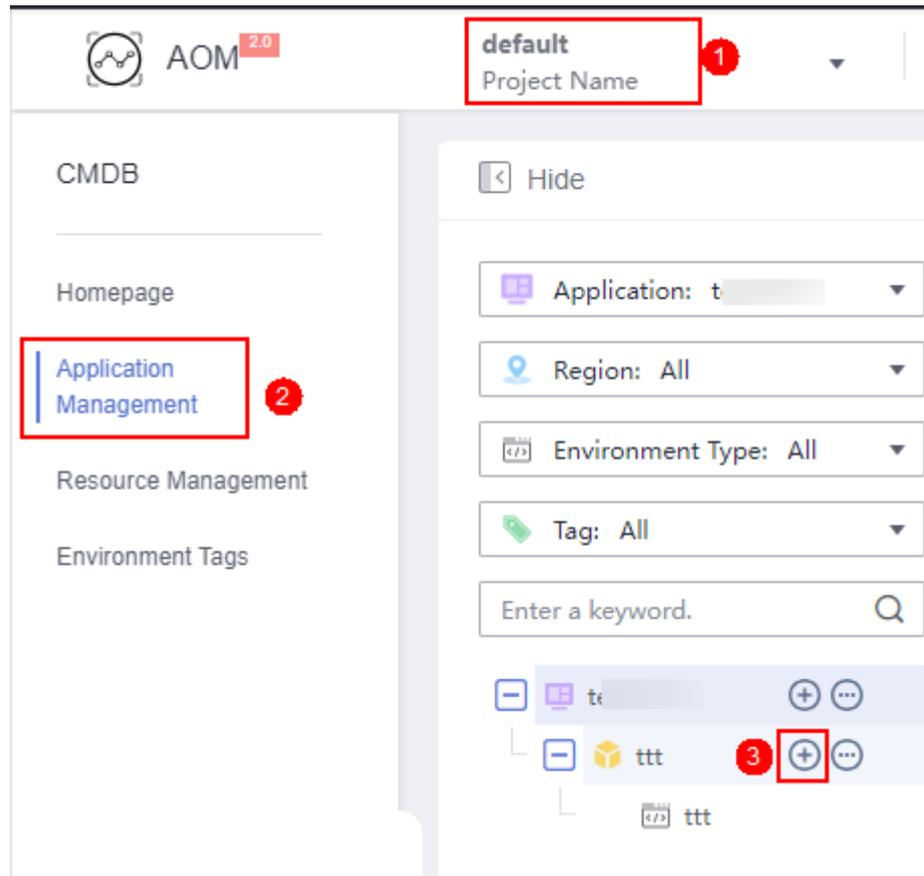 AOM 2.0
default
Project Name
1
CMDB
Hide
Homepage
Application:
Application
Management
2
Region: All
Resource Management
Environment Type: All
Environment Tags
Tag: All
Enter a keyword.
ttt
3
ttt